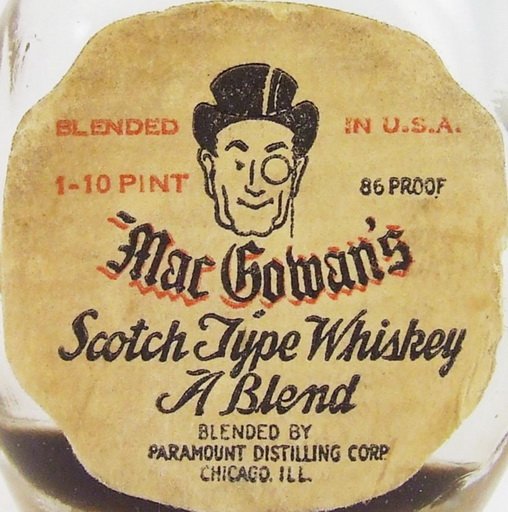 BLENDED IN U.S.A.
1-10 PINT 86 PROOF
Mac Gowan's
Scotch Type Whiskey
A Blend
BLENDED BY
PARAMOUNT DISTILLING CORP
CHICAGO, ILL.